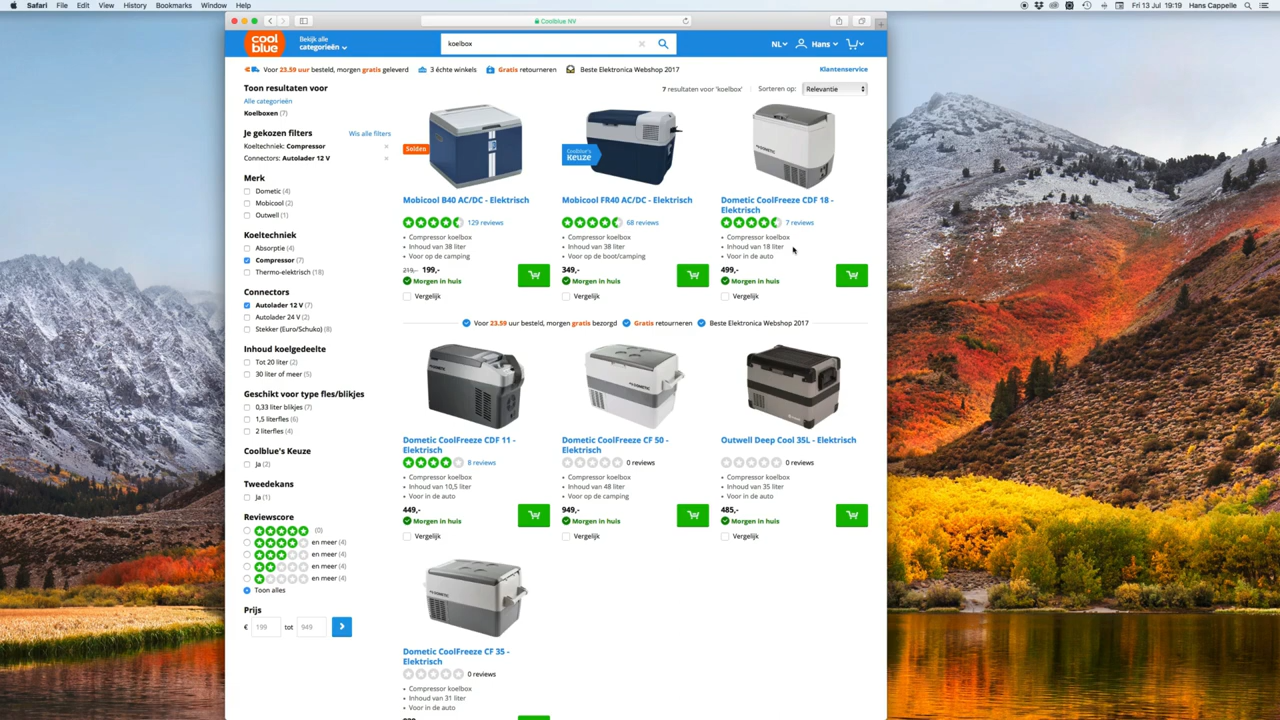 Safari File Edit View History Bookmarks Window Help
Fri 13 Jul 19:19 Hans Cappelle
Coolblue NV
cool
blue
Bekijk alle
categorieën
koelbox
NL
Hans
Voor 23.59 uur besteld, morgen gratis geleverd
3 échte winkels
Gratis retourneren
Beste Elektronica Webshop 2017
Klantenservice
Toon resultaten voor
Alle categorieën
Koelboxen (7)
Je gekozen filters
Wis alle filters
Koeltechniek: Compressor
Connectors: Autolader 12 V
Merk
Dometic (4)
Mobicool (2)
Outwell (1)
Koeltechniek
Absorptie (4)
Compressor (7)
Thermo-elektrisch (18)
Connectors
Autolader 12 V (7)
Autolader 24 V (2)
Stekker (Euro/Schuko) (8)
Inhoud koelgedeelte
Tot 20 liter (2)
30 liter of meer (5)
Geschikt voor type fles/blikjes
0,33 liter blikjes (7)
1,5 literfles (6)
2 literfles (4)
Coolblue's Keuze
Ja (2)
Tweedekans
Ja (1)
Reviewscore
(0)
en meer (4)
en meer (4)
en meer (4)
en meer (4)
Toon alles
Prijs
€ 199 tot 949
7 resultaten voor 'koelbox'
Sorteren op: Relevantie
Solden
Mobicool B40 AC/DC - Elektrisch
129 reviews
• Compressor koelbox
• Inhoud van 38 liter
• Voor op de camping
219,- 199,-
Morgen in huis
Vergelijk
Coolblue's
Keuze
Mobicool FR40 AC/DC - Elektrisch
68 reviews
• Compressor koelbox
• Inhoud van 38 liter
• Voor op de boot/camping
349,-
Morgen in huis
Vergelijk
Dometic CoolFreeze CDF 18 -
Elektrisch
7 reviews
• Compressor koelbox
• Inhoud van 18 liter
• Voor in de auto
499,-
Morgen in huis
Vergelijk
Voor 23.59 uur besteld, morgen gratis bezorgd
Gratis retourneren
Beste Elektronica Webshop 2017
Dometic CoolFreeze CDF 11 -
Elektrisch
8 reviews
• Compressor koelbox
• Inhoud van 10,5 liter
• Voor in de auto
449,-
Morgen in huis
Vergelijk
DOMETIC
Dometic CoolFreeze CF 50 -
Elektrisch
0 reviews
• Compressor koelbox
• Inhoud van 48 liter
• Voor op de camping
949,-
Morgen in huis
Vergelijk
Outwell Deep Cool 35L - Elektrisch
0 reviews
• Compressor koelbox
• Inhoud van 35 liter
• Voor in de auto
485,-
Morgen in huis
Vergelijk
DOMETIC
Dometic CoolFreeze CF 35 -
Elektrisch
0 reviews
• Compressor koelbox
• Inhoud van 31 liter
• Voor in de auto